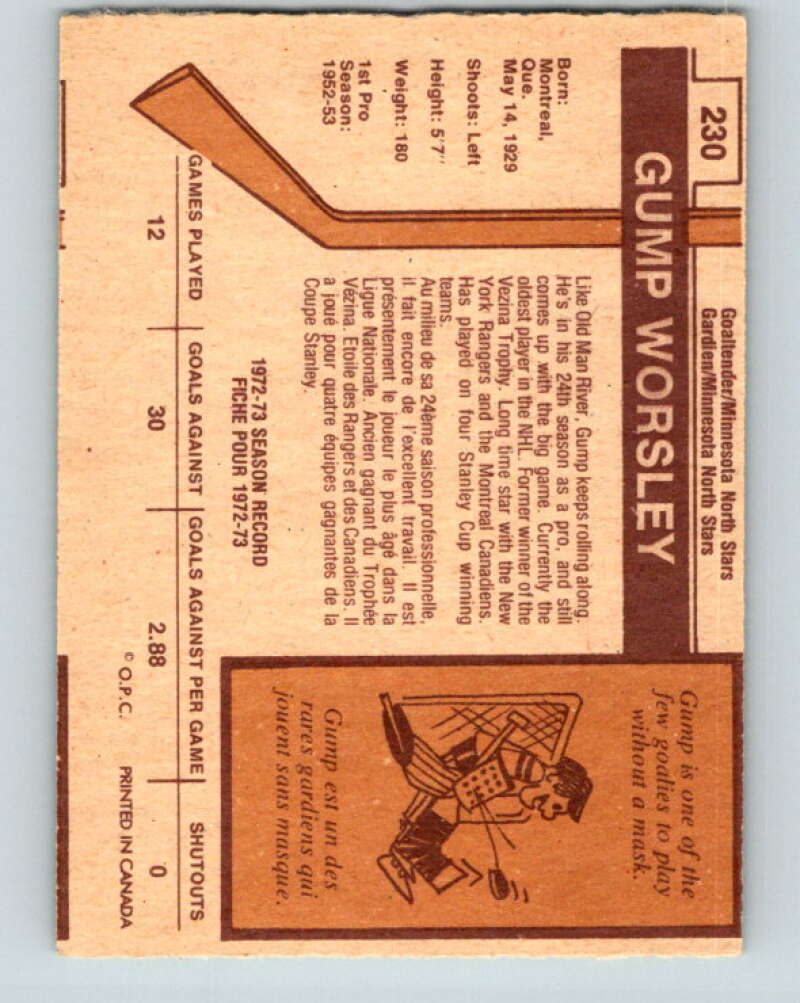 230
Goaltender/Minnesota North Stars
Gardien/Minnesota North Stars
GUMP WORSLEY
Born:
Montreal,
Que.
May 14, 1929
Shoots: Left
Height: 5'7"
Weight: 180
1st Pro
Season:
1952-53
Like Old Man River, Gump keeps rolling along.
He's in his 24th season as a pro, and still
comes up with the big game. Currently the
oldest player in the NHL. Former winner of the
Vezina Trophy. Long time star with the New
York Rangers and the Montreal Canadiens.
Has played on four Stanley Cup winning
teams.
Au milieu de sa 24ème saison professionnelle,
il fait encore de l'excellent travail. Il est
présentement le joueur le plus âgé dans la
Ligue Nationale. Ancien gagnant du Trophée
Vézina. Etoile des Rangers et des Canadiens. Il
a joué pour quatre équipes gagnantes de la
Coupe Stanley.
Gump is one of the
few goalies to play
without a mask.
Gump est un des
rares gardiens qui
jouent sans masque.
1972-73 SEASON RECORD
FICHE POUR 1972-73
GAMES PLAYED GOALS AGAINST GOALS AGAINST PER GAME SHUTOUTS
12 30 2.88 0
© O.P.C. PRINTED IN CANADA